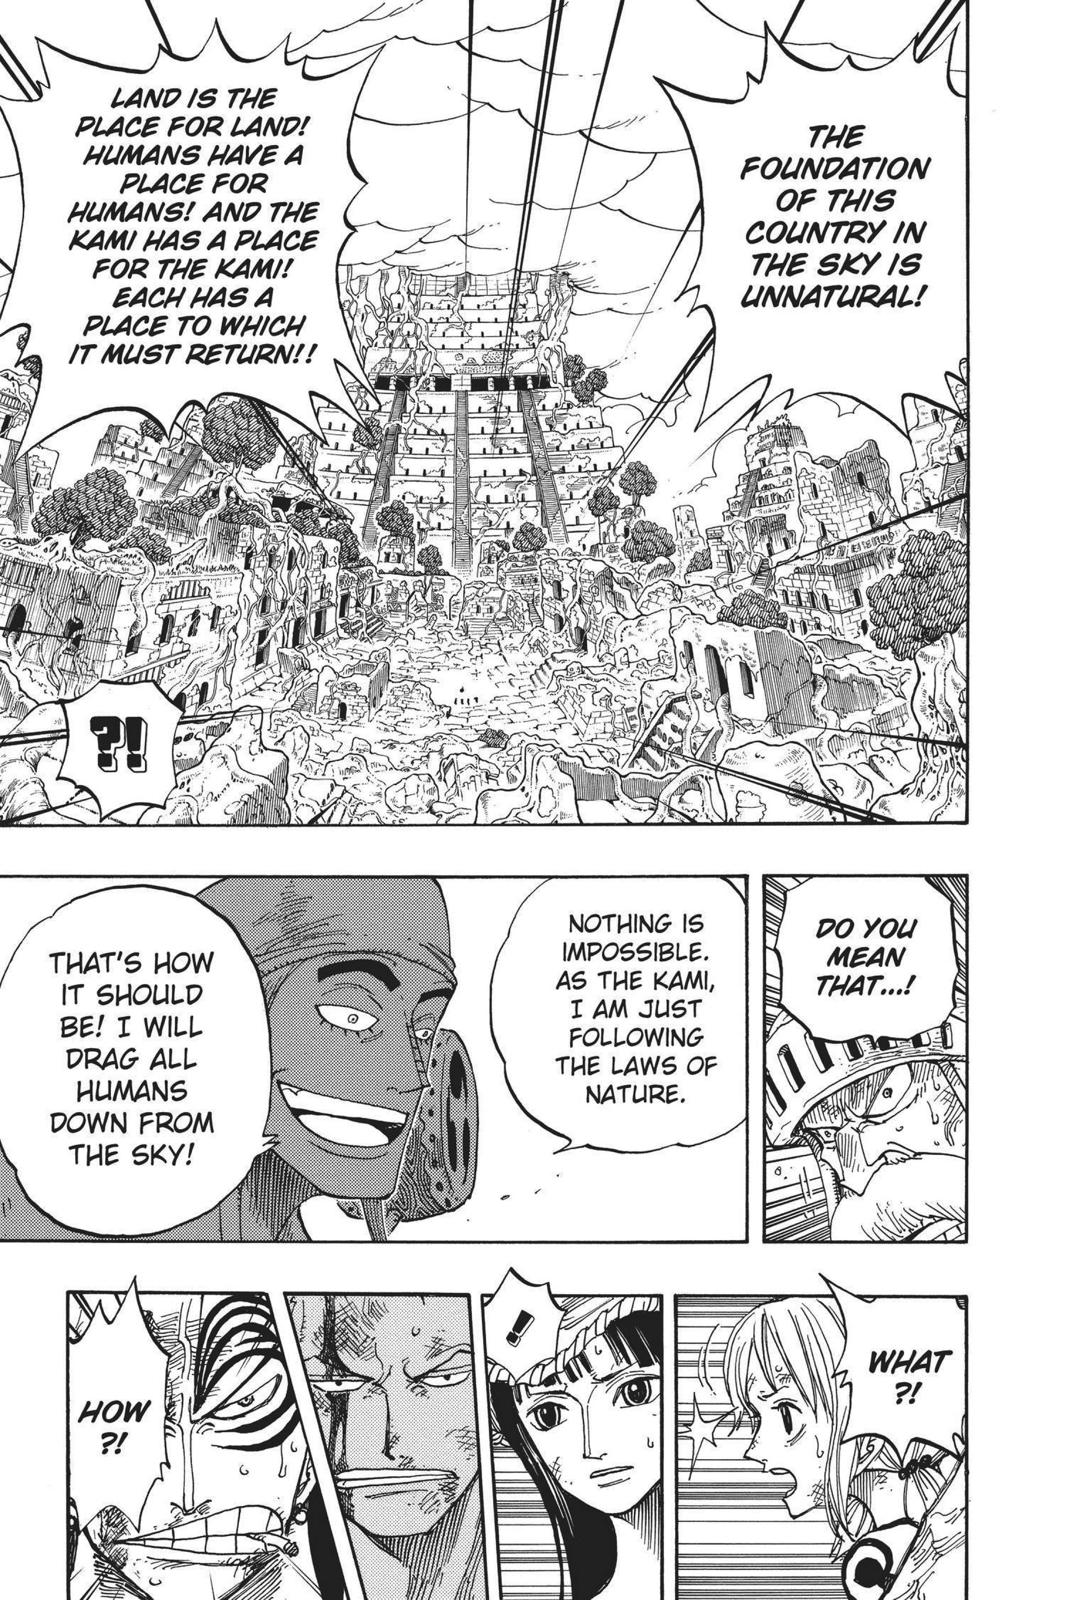 THE
FOUNDATION
OF THIS
COUNTRY IN
THE SKY IS
UNNATURAL!
LAND IS THE
PLACE FOR LAND!
HUMANS HAVE A
PLACE FOR
HUMANS! AND THE
KAMI HAS A PLACE
FOR THE KAMI!
EACH HAS A
PLACE TO WHICH
IT MUST RETURN!!
?!
DO YOU
MEAN
THAT...!
NOTHING IS
IMPOSSIBLE.
AS THE KAMI,
I AM JUST
FOLLOWING
THE LAWS OF
NATURE.
THAT'S HOW
IT SHOULD
BE! I WILL
DRAG ALL
HUMANS
DOWN FROM
THE SKY!
WHAT
?!
!
HOW
?!